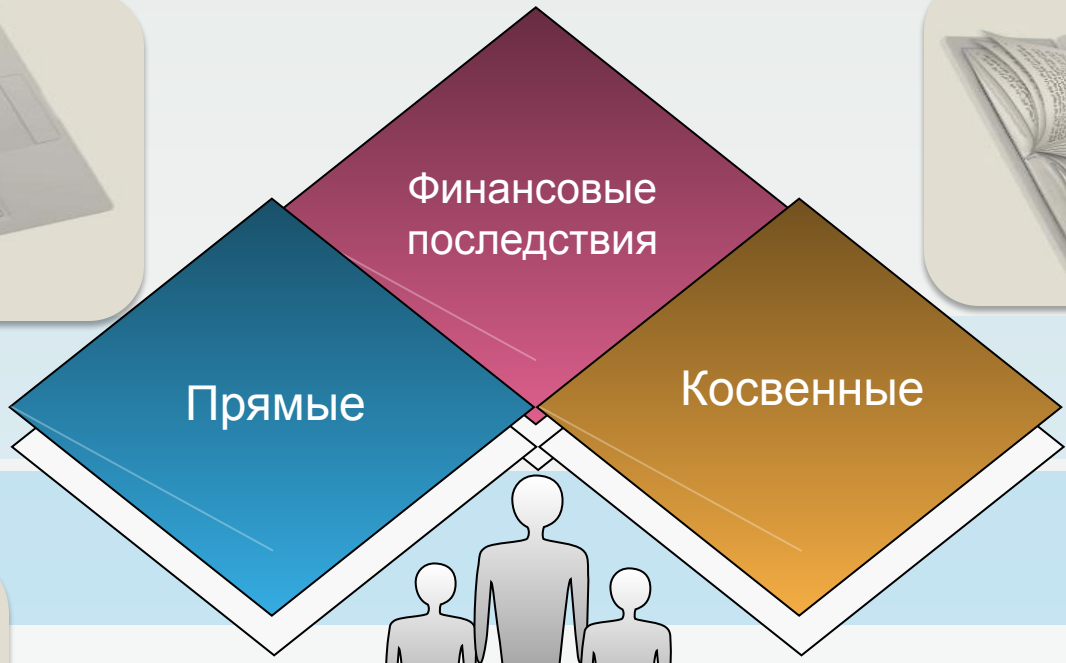 Финансовые
последствия
Прямые
Косвенные